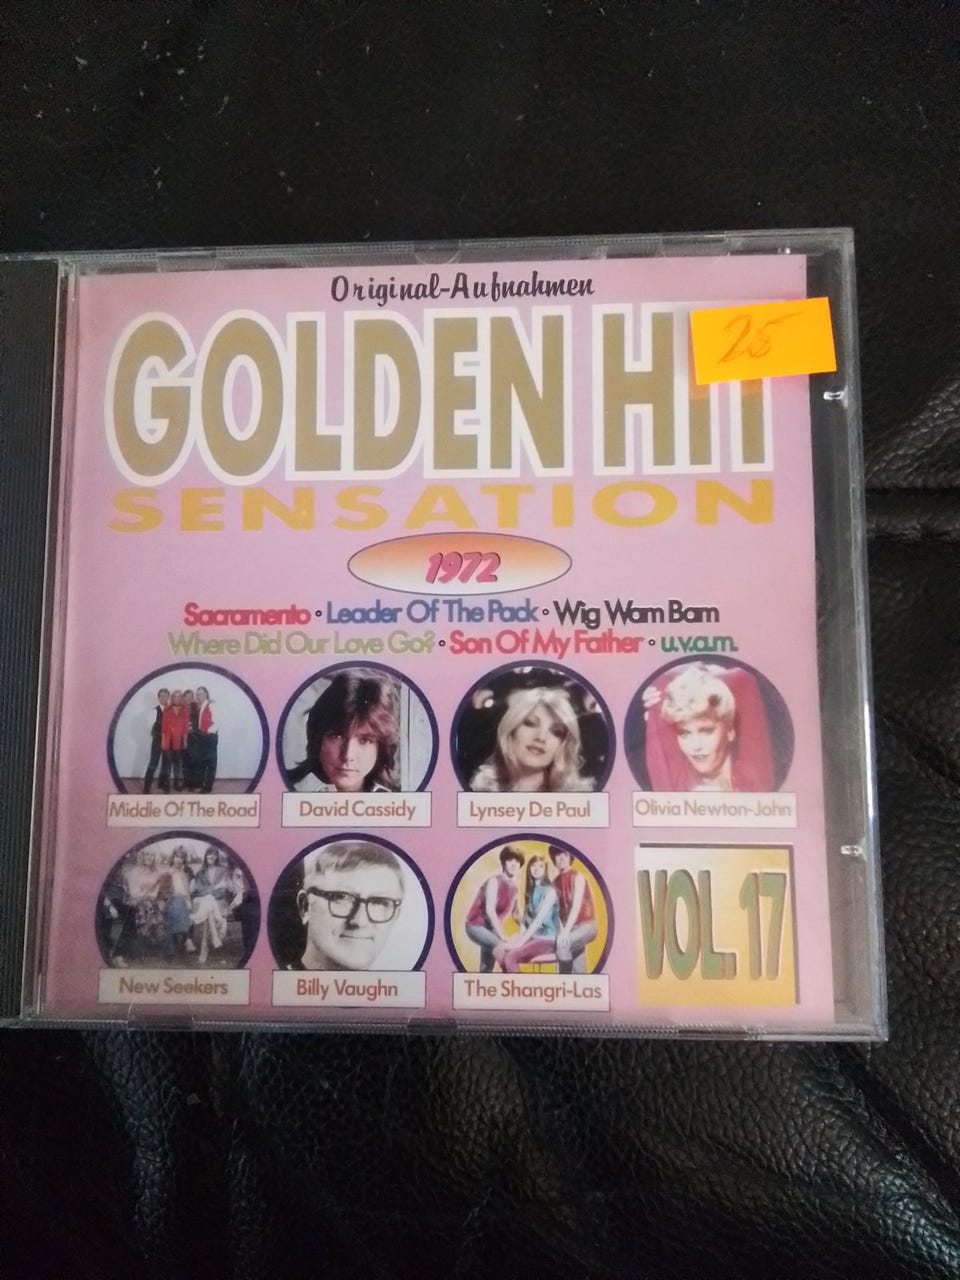 Original-Aufnahmen
GOLDEN HIT
25
SENSATION
1972
Sacramento • Leader Of The Pack • Wig Wam Bam
Where Did Our Love Go? • Son Of My Father • u.v.a.m.
Middle Of The Road
David Cassidy
Lynsey De Paul
Olivia Newton-John
New Seekers
Billy Vaughn
The Shangri-Las
VOL. 17